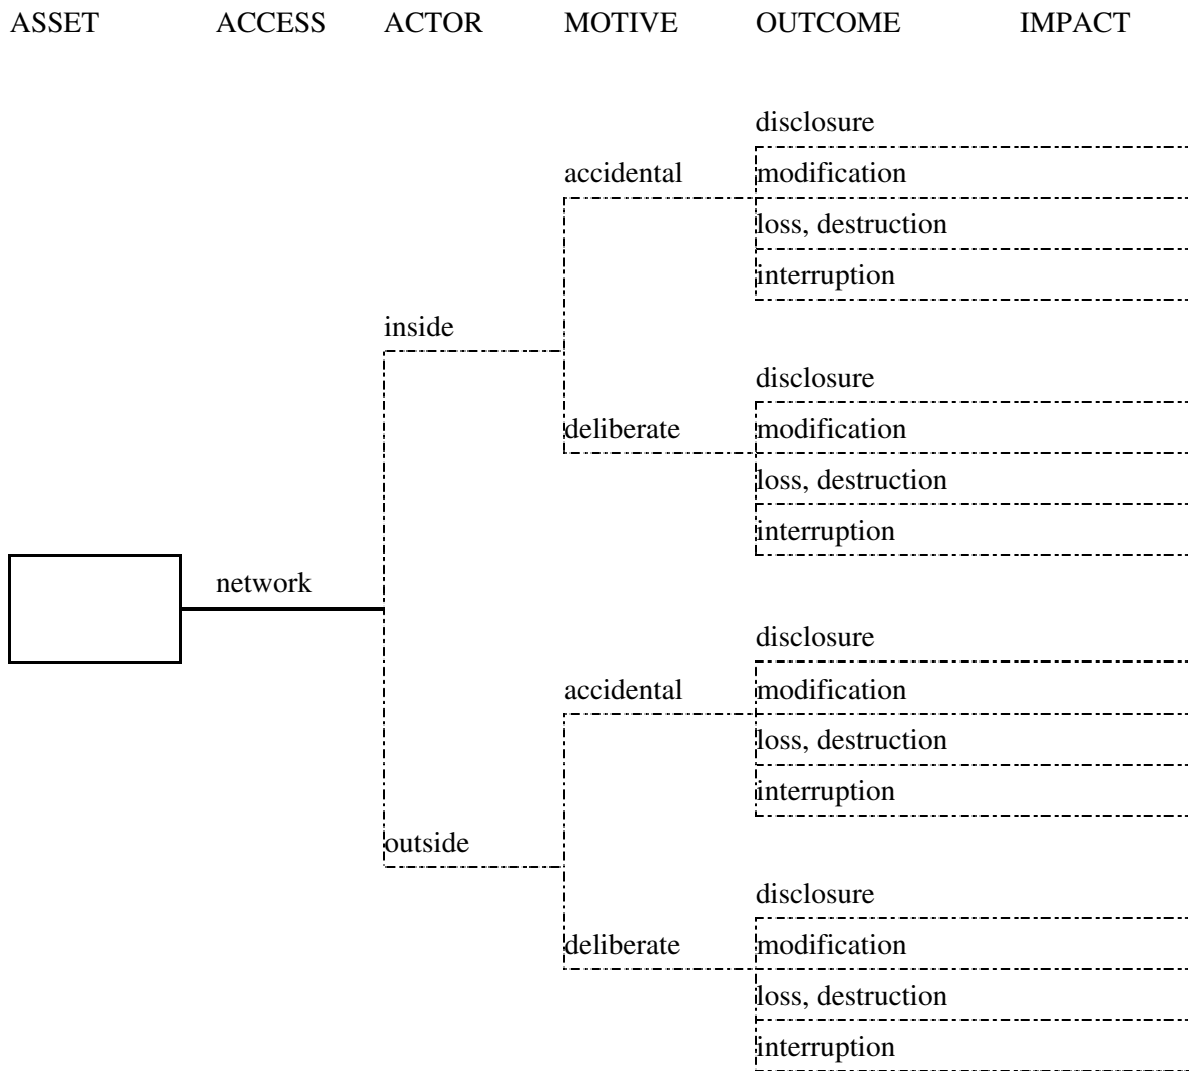 ASSET ACCESS ACTOR MOTIVE OUTCOME IMPACT
disclosure
accidental modification
loss, destruction
interruption
inside
disclosure
deliberate modification
loss, destruction
interruption
network
disclosure
accidental modification
loss, destruction
interruption
outside
disclosure
deliberate modification
loss, destruction
interruption